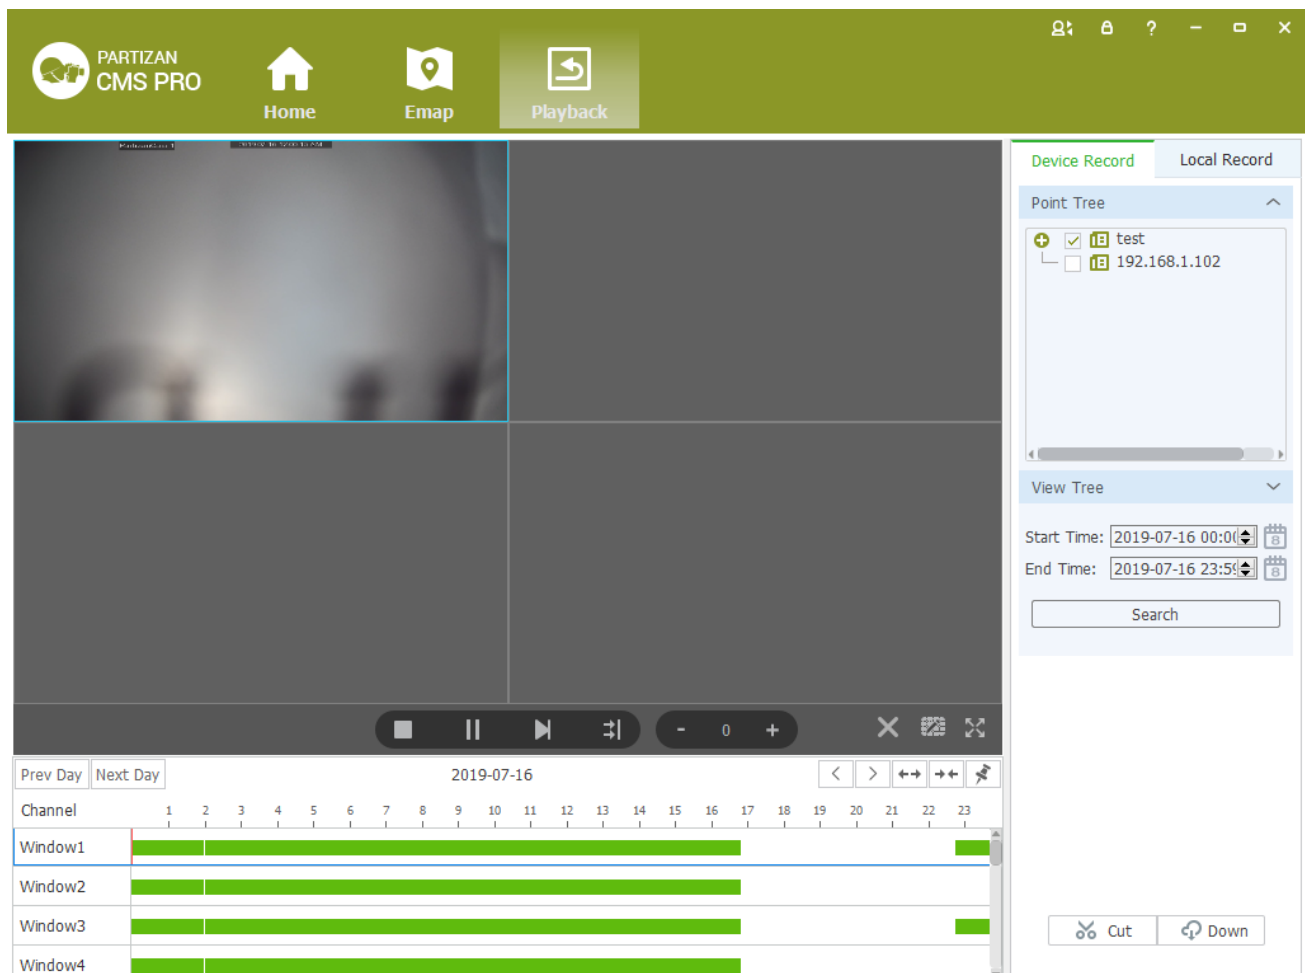 PARTIZAN
CMS PRO
Home
Emap
Playback
?
Device Record
Local Record
Point Tree
test
192.168.1.102
View Tree
Start Time: 2019-07-16 00:0
End Time: 2019-07-16 23:5
Search
0
Prev Day
Next Day
2019-07-16
Channel
1 2 3 4 5 6 7 8 9 10 11 12 13 14 15 16 17 18 19 20 21 22 23
Window1
Window2
Window3
Window4
Cut
Down